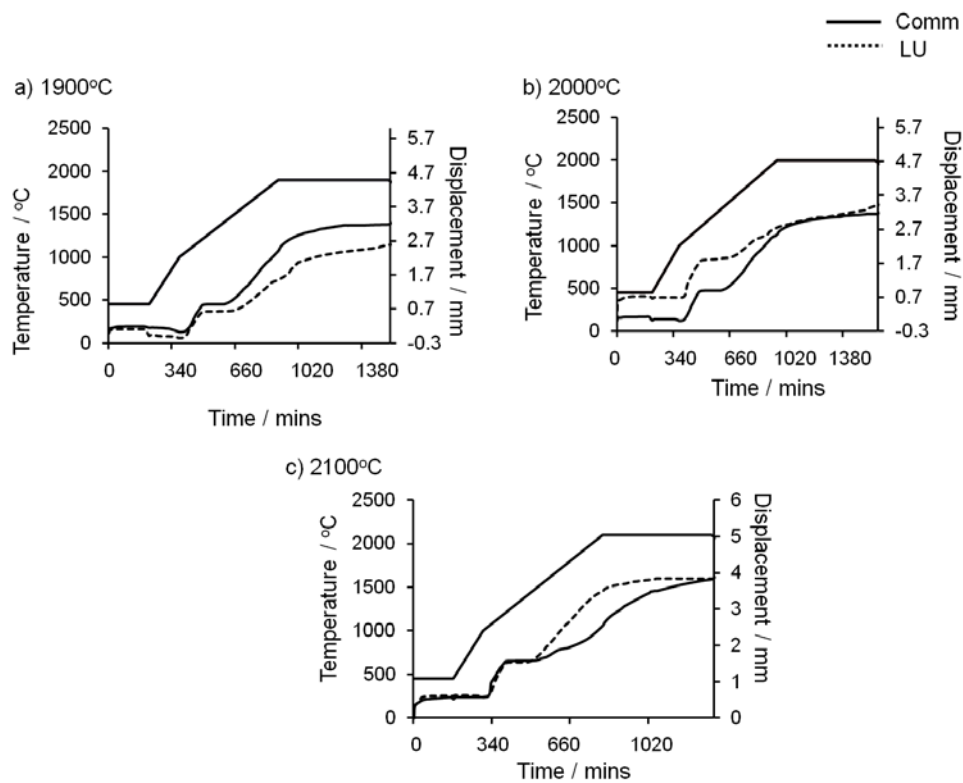 Comm
LU
a) 1900°C
2500
2000
1500
1000
500
0
Temperature / °C
5.7
4.7
3.7
2.7
1.7
0.7
-0.3
Displacement / mm
0 340 660 1020 1380
Time / mins
b) 2000°C
2500
2000
1500
1000
500
0
Temperature / °C
5.7
4.7
3.7
2.7
1.7
0.7
-0.3
Displacement / mm
0 340 660 1020 1380
Time / mins
c) 2100°C
2500
2000
1500
1000
500
0
Temperature / °C
6
5
4
3
2
1
0
Displacement / mm
0 340 660 1020
Time / mins